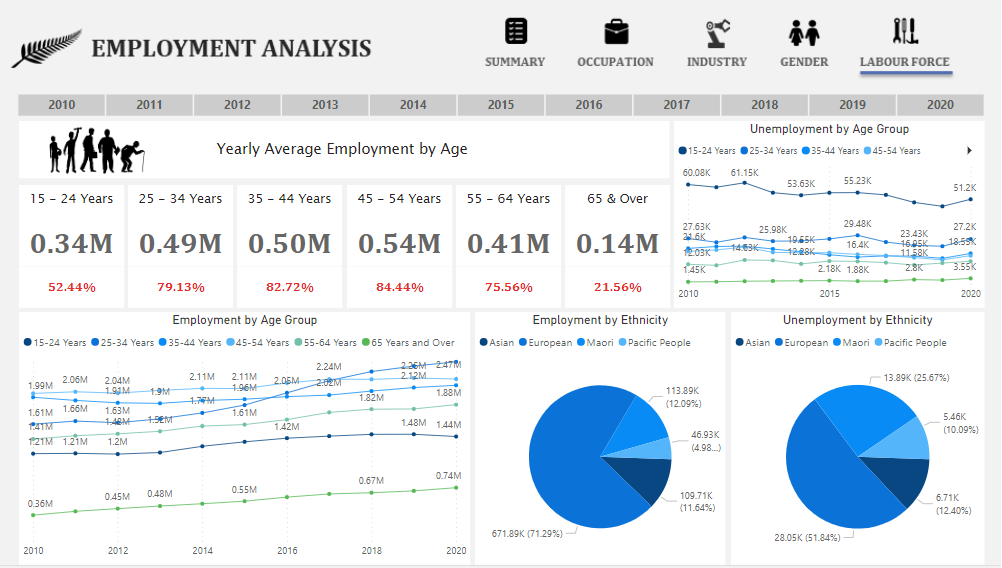 EMPLOYMENT ANALYSIS
SUMMARY OCCUPATION INDUSTRY GENDER LABOUR FORCE
2010 2011 2012 2013 2014 2015 2016 2017 2018 2019 2020
Yearly Average Employment by Age
15 - 24 Years 25 - 34 Years 35 - 44 Years 45 - 54 Years 55 - 64 Years 65 & Over
0.34M 0.49M 0.50M 0.54M 0.41M 0.14M
52.44% 79.13% 82.72% 84.44% 75.56% 21.56%
Unemployment by Age Group
15-24 Years 25-34 Years 35-44 Years 45-54 Years
60.08K 61.15K 53.63K 55.23K 51.2K
27.63K 25.98K 29.48K 23.43K 27.2K
21.6K 14.63K 19.55K 16.4K 18.55K
12.03K 12.28K 11.58K
1.45K 2.18K 1.88K 2.8K 3.55K
2010 2015 2020
Employment by Age Group
15-24 Years 25-34 Years 35-44 Years 45-54 Years 55-64 Years 65 Years and Over
1.99M 2.06M 2.04M 2.11M 2.11M 2.05M 2.24M 2.47M
1.91M 1.9M 1.96M 2.12M
1.61M 1.66M 1.63M 1.77M 1.61M 1.82M 1.88M
1.41M 1.52M
1.21M 1.21M 1.2M 1.42M 1.48M 1.44M
0.36M 0.45M 0.48M 0.55M 0.67M 0.74M
2010 2012 2014 2016 2018 2020
Employment by Ethnicity
Asian European Maori Pacific People
113.89K
(12.09%)
46.93K
(4.98...)
109.71K
(11.64%)
671.89K (71.29%)
Unemployment by Ethnicity
Asian European Maori Pacific People
13.89K (25.67%)
5.46K
(10.09%)
6.71K
(12.40%)
28.05K (51.84%)